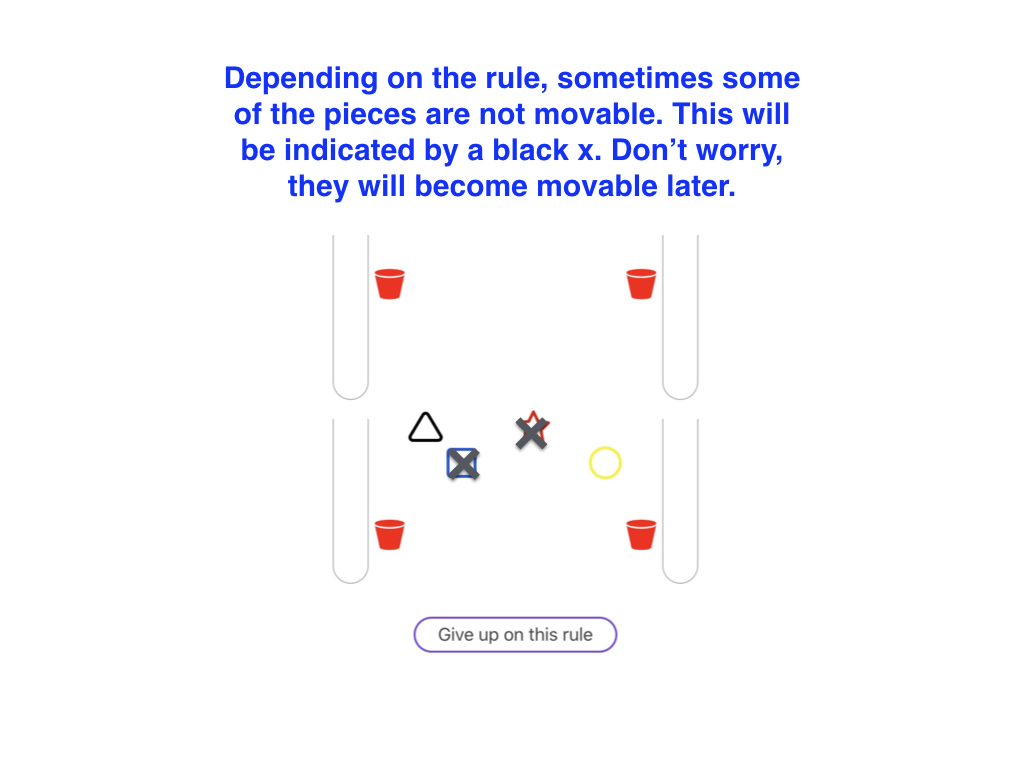 Depending on the rule, sometimes some
of the pieces are not movable. This will
be indicated by a black x. Don’t worry,
they will become movable later.
Give up on this rule